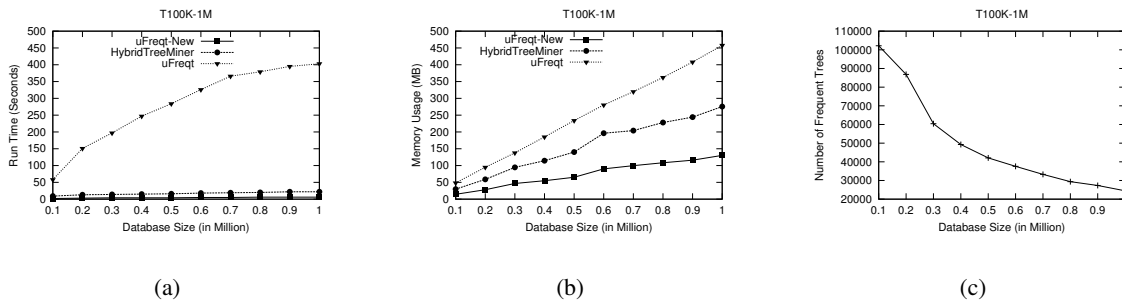 T100K-1M
500
450
400
350
300
250
200
150
100
50
0
Run Time (Seconds)
uFreqt-New
HybridTreeMiner
uFreqt
0.1 0.2 0.3 0.4 0.5 0.6 0.7 0.8 0.9 1
Database Size (in Million)
(a)
T100K-1M
500
450
400
350
300
250
200
150
100
50
0
Memory Usage (MB)
uFreqt-New
HybridTreeMiner
uFreqt
0.1 0.2 0.3 0.4 0.5 0.6 0.7 0.8 0.9 1
Database Size (in Million)
(b)
T100K-1M
110000
100000
90000
80000
70000
60000
50000
40000
30000
20000
Number of Frequent Trees
0.1 0.2 0.3 0.4 0.5 0.6 0.7 0.8 0.9
Database Size (in Million)
(c)